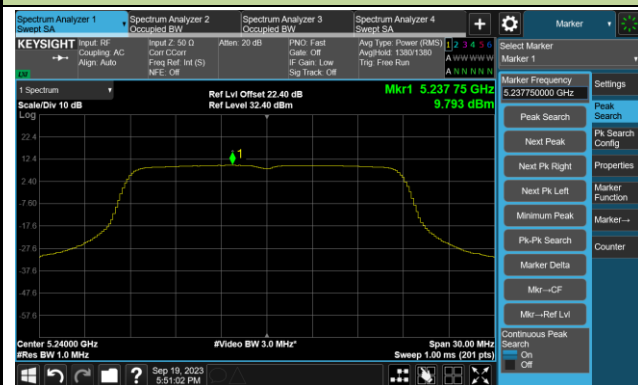 Spectrum Analyzer 1
Swept SA
Spectrum Analyzer 2
Occupied BW
Spectrum Analyzer 3
Occupied BW
Spectrum Analyzer 4
Swept SA
+
Marker
KEYSIGHT
Input: RF
Coupling: AC
Align: Auto
Input Z: 50 Ω
Corr CCorr
Freq Ref: Int (S)
NFE: Off
Atten: 20 dB
PNO: Fast
Gate: Off
IF Gain: Low
Sig Track: Off
Avg Type: Power (RMS)
Avg|Hold: 1380/1380
Trig: Free Run
1 2 3 4 5 6
A W W W W W
A N N N N N
Select Marker
Marker 1
1 Spectrum
Scale/Div 10 dB
Log
Ref Lvl Offset 22.40 dB
Ref Level 32.40 dBm
Mkr1 5.237 75 GHz
9.793 dBm
1
22.4
12.4
2.40
-7.60
-17.6
-27.6
-37.6
-47.6
-57.6
Center 5.24000 GHz
#Res BW 1.0 MHz
#Video BW 3.0 MHz*
Span 30.00 MHz
Sweep 1.00 ms (201 pts)
Marker Frequency
5.237750000 GHz
Peak Search
Next Peak
Next Pk Right
Next Pk Left
Minimum Peak
Pk-Pk Search
Marker Delta
Mkr→CF
Mkr→Ref Lvl
Continuous Peak
Search
On
Off
Settings
Peak
Search
Pk Search
Config
Properties
Marker
Function
Marker→
Counter
?
Sep 19, 2023
5:51:02 PM